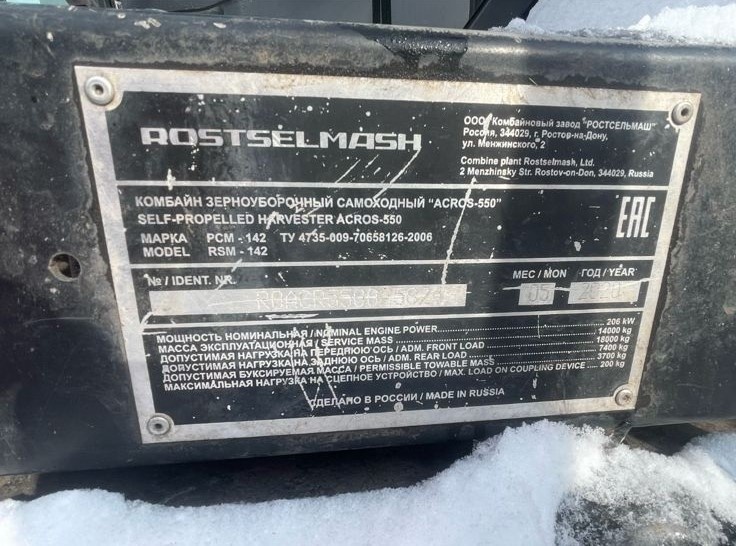 ROSTSELMASH
ООО "Комбайновый завод "РОСТСЕЛЬМАШ"
Россия, 344029, г. Ростов-на-Дону,
ул. Менжинского, 2
Combine plant Rostselmash, Ltd.
2 Menzhinsky Str. Rostov-on-Don, 344029, Russia
КОМБАЙН ЗЕРНОУБОРОЧНЫЙ САМОХОДНЫЙ "ACROS-550"
SELF-PROPELLED HARVESTER ACROS-550
EAC
МАРКА РСМ - 142 ТУ 4735-009-70658126-2006
MODEL RSM - 142
№ / IDENT. NR. МЕС / MON ГОД / YEAR
05
МОЩНОСТЬ НОМИНАЛЬНАЯ / NOMINAL ENGINE POWER 206 kW
МАССА ЭКСПЛУАТАЦИОННАЯ / SERVICE MASS 14000 kg
ДОПУСТИМАЯ НАГРУЗКА НА ПЕРЕДНЮЮ ОСЬ / ADM. FRONT LOAD 18000 kg
ДОПУСТИМАЯ НАГРУЗКА НА ЗАДНЮЮ ОСЬ / ADM. REAR LOAD 7400 kg
ДОПУСТИМАЯ БУКСИРУЕМАЯ МАССА / PERMISSIBLE TOWABLE MASS 3700 kg
МАКСИМАЛЬНАЯ НАГРУЗКА НА СЦЕПНОЕ УСТРОЙСТВО / MAX. LOAD ON COUPLING DEVICE 200 kg
СДЕЛАНО В РОССИИ / MADE IN RUSSIA